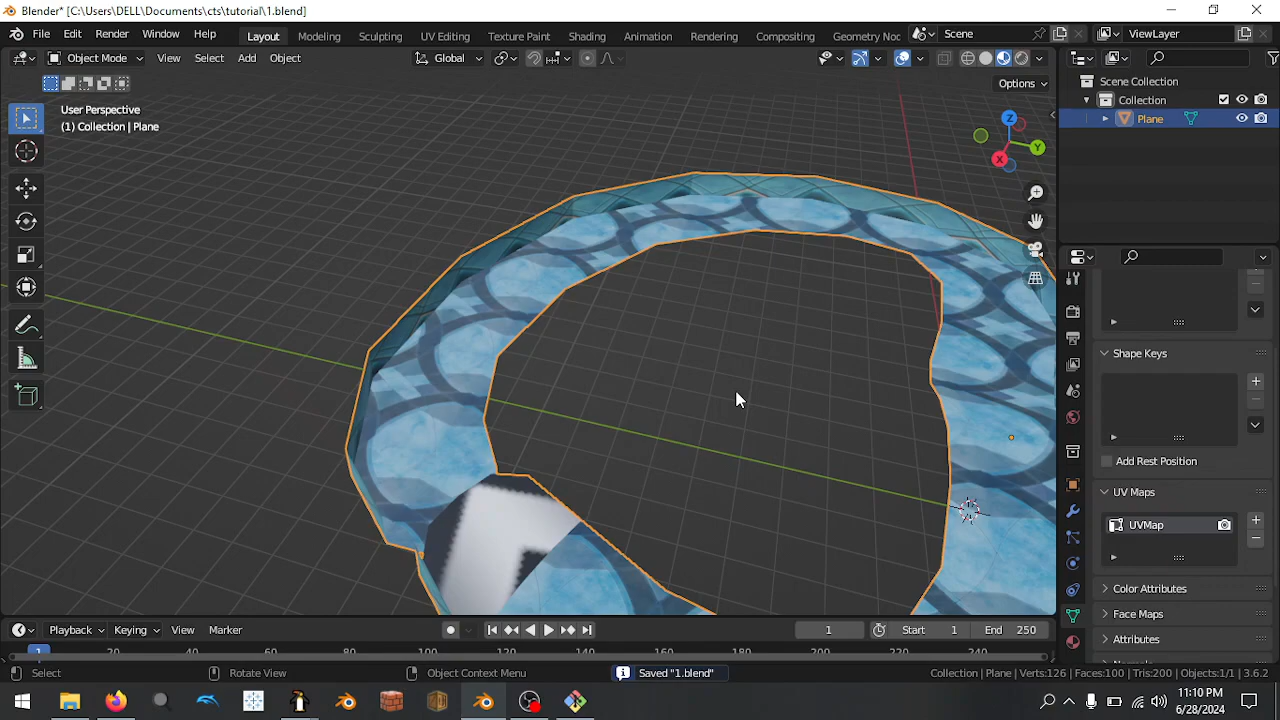 Blender* [C:\Users\DELL\Documents\cts\tutorial\1.blend]
File Edit Render Window Help Layout Modeling Sculpting UV Editing Texture Paint Shading Animation Rendering Compositing Geometry Noc Scene ViewLayer
Object Mode View Select Add Object Global
Options
User Perspective
(1) Collection | Plane
Z
Y
X
Scene Collection
Collection
Plane
Shape Keys
Add Rest Position
UV Maps
UVMap
Color Attributes
Face Maps
Attributes
Playback Keying View Marker 1 Start 1 End 250
1 20 40 60 80 100 120 140 160 180 200 220 240
Select Rotate View Object Context Menu Saved "1.blend" Collection | Plane | Verts:126 | Faces:100 | Tris:200 | Objects:1/1 | 3.6.2
11:10 PM
6/28/2024